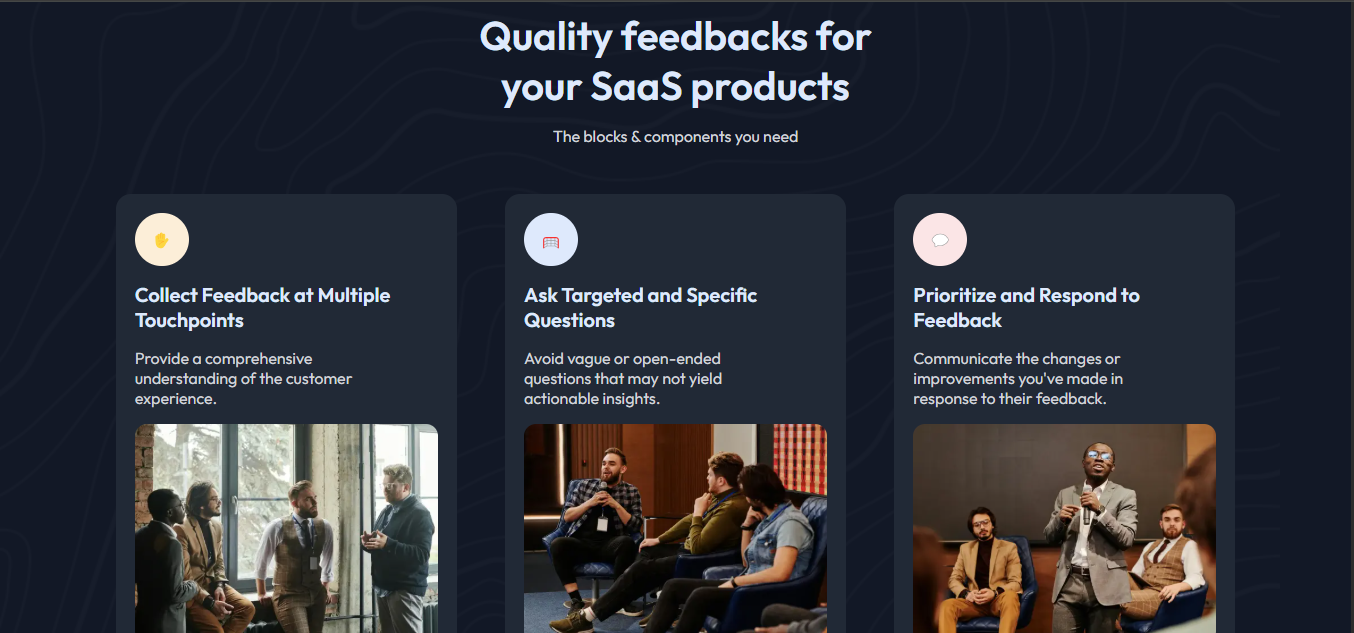 Quality feedbacks for
your SaaS products
The blocks & components you need
Collect Feedback at Multiple
Touchpoints
Provide a comprehensive
understanding of the customer
experience.
Ask Targeted and Specific
Questions
Avoid vague or open-ended
questions that may not yield
actionable insights.
Prioritize and Respond to
Feedback
Communicate the changes or
improvements you've made in
response to their feedback.